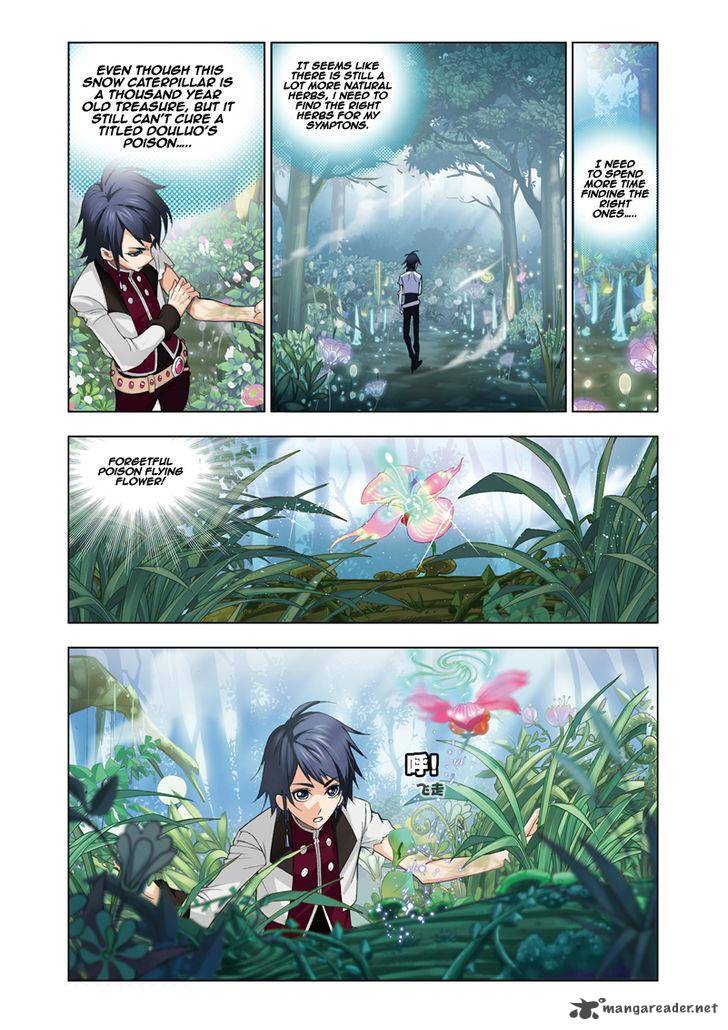 EVEN THOUGH THIS
SNOW CATERPILLAR IS
A THOUSAND YEAR
OLD TREASURE, BUT IT
STILL CAN'T CURE A
TITLED DOULUO'S
POISON.....
IT SEEMS LIKE
THERE IS STILL A
LOT MORE NATURAL
HERBS, I NEED TO
FIND THE RIGHT
HERBS FOR MY
SYMPTONS.
I NEED
TO SPEND
MORE TIME
FINDING THE
RIGHT
ONES.....
FORGETFUL
POISON FLYING
FLOWER!
呼!
飞走
mangareader.net